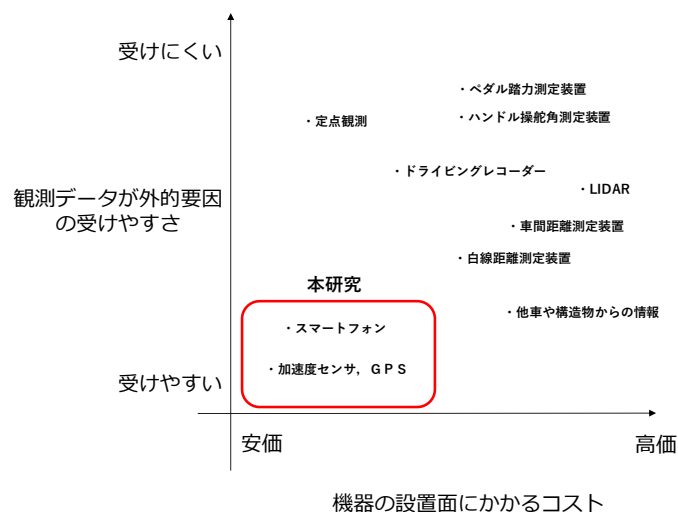 受けにくい
・ペダル踏力測定装置
・定点観測
・ハンドル操舵角測定装置
・ドライビングレコーダー
・LIDAR
観測データが外的要因
の受けやすさ
・車間距離測定装置
・白線距離測定装置
本研究
・他車や構造物からの情報
・スマートフォン
・加速度センサ，ＧＰＳ
受けやすい
安価
高価
機器の設置面にかかるコスト